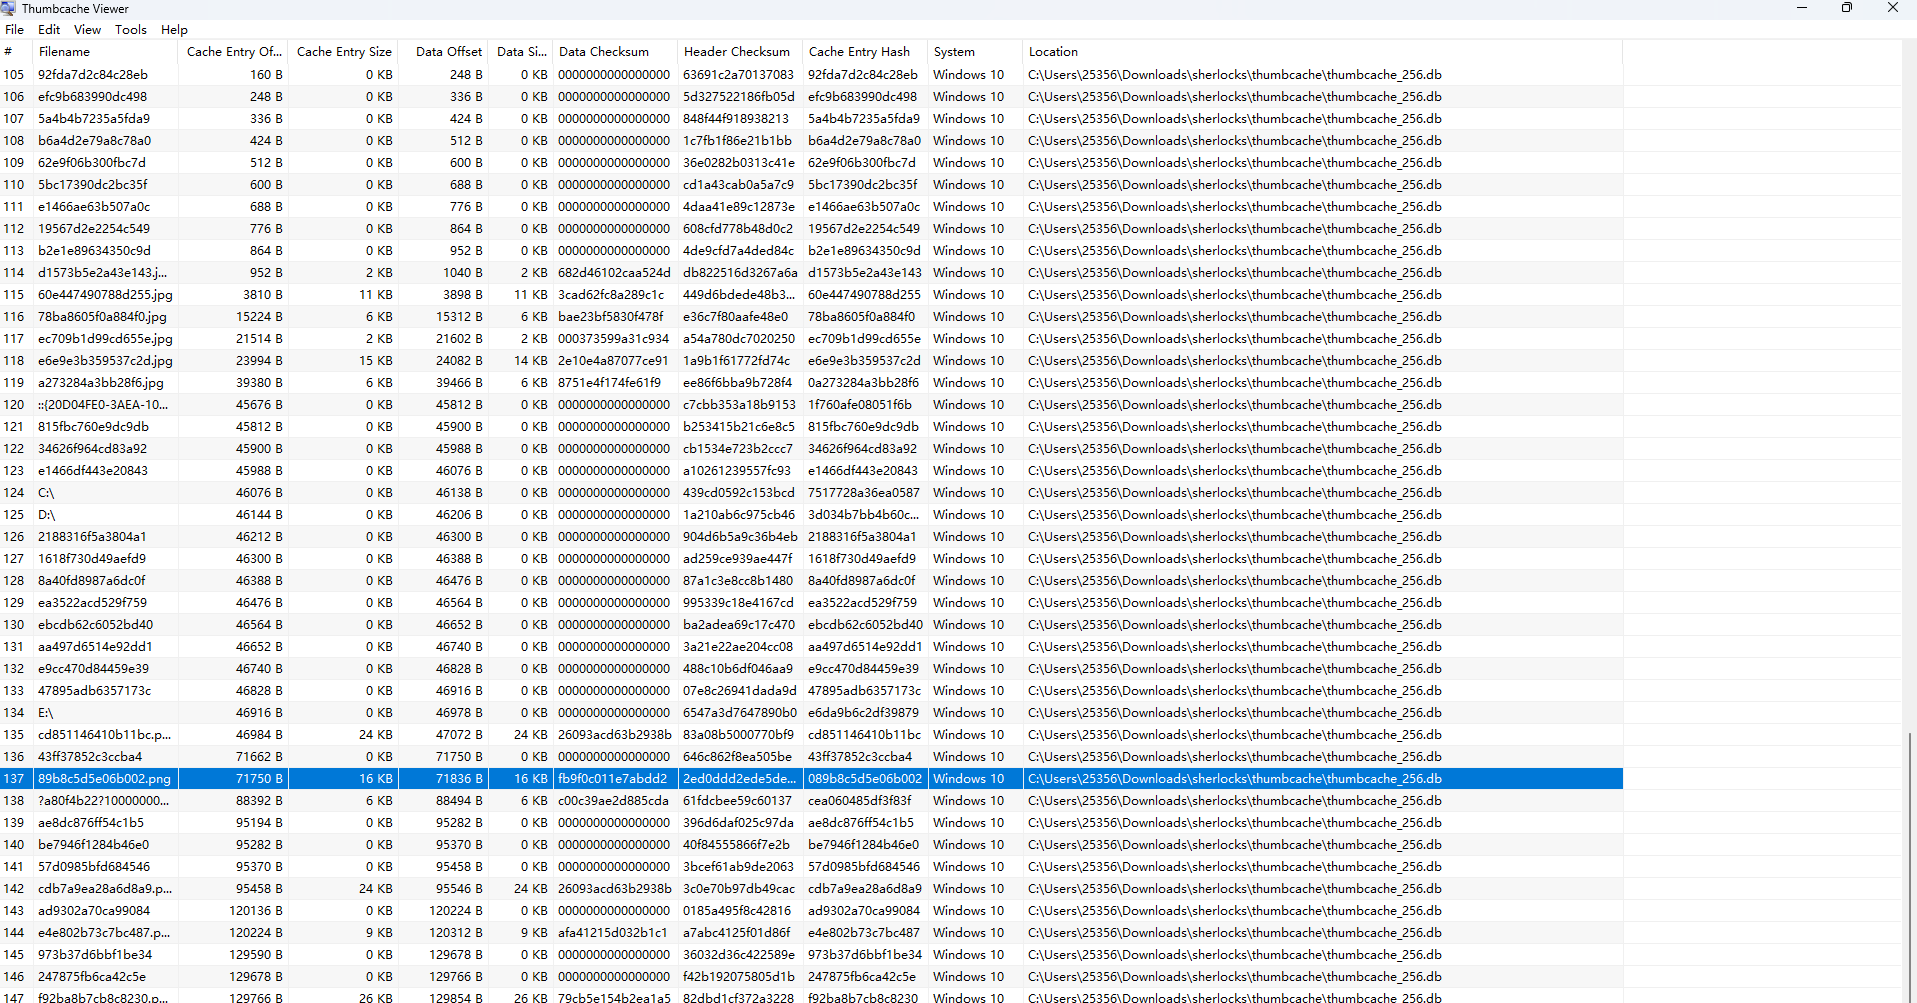 Thumbcache Viewer
File Edit View Tools Help
# Filename Cache Entry Of... Cache Entry Size Data Offset Data Si... Data Checksum Header Checksum Cache Entry Hash System Location
105 92fda7d2c84c28eb 160 B 0 KB 248 B 0 KB 0000000000000000 63691c2a70137083 92fda7d2c84c28eb Windows 10 C:\Users\25356\Downloads\sherlocks\thumbcache\thumbcache_256.db
106 efc9b683990dc498 248 B 0 KB 336 B 0 KB 0000000000000000 5d327522186fb05d efc9b683990dc498 Windows 10 C:\Users\25356\Downloads\sherlocks\thumbcache\thumbcache_256.db
107 5a4b4b7235a5fda9 336 B 0 KB 424 B 0 KB 0000000000000000 848f44f918938213 5a4b4b7235a5fda9 Windows 10 C:\Users\25356\Downloads\sherlocks\thumbcache\thumbcache_256.db
108 b6a4d2e79a8c78a0 424 B 0 KB 512 B 0 KB 0000000000000000 1c7fb1f86e21b1bb b6a4d2e79a8c78a0 Windows 10 C:\Users\25356\Downloads\sherlocks\thumbcache\thumbcache_256.db
109 62e9f06b300fbc7d 512 B 0 KB 600 B 0 KB 0000000000000000 36e0282b0313c41e 62e9f06b300fbc7d Windows 10 C:\Users\25356\Downloads\sherlocks\thumbcache\thumbcache_256.db
110 5bc17390dc2bc35f 600 B 0 KB 688 B 0 KB 0000000000000000 cd1a43cab0a5a7c9 5bc17390dc2bc35f Windows 10 C:\Users\25356\Downloads\sherlocks\thumbcache\thumbcache_256.db
111 e1466ae63b507a0c 688 B 0 KB 776 B 0 KB 0000000000000000 4daa41e89c12873e e1466ae63b507a0c Windows 10 C:\Users\25356\Downloads\sherlocks\thumbcache\thumbcache_256.db
112 19567d2e2254c549 776 B 0 KB 864 B 0 KB 0000000000000000 608cfd778b48d0c2 19567d2e2254c549 Windows 10 C:\Users\25356\Downloads\sherlocks\thumbcache\thumbcache_256.db
113 b2e1e89634350c9d 864 B 0 KB 952 B 0 KB 0000000000000000 4de9cfd7a4ded84c b2e1e89634350c9d Windows 10 C:\Users\25356\Downloads\sherlocks\thumbcache\thumbcache_256.db
114 d1573b5e2a43e143.j... 952 B 2 KB 1040 B 2 KB 682d46102caa524d db822516d3267a6a d1573b5e2a43e143 Windows 10 C:\Users\25356\Downloads\sherlocks\thumbcache\thumbcache_256.db
115 60e447490788d255.jpg 3810 B 11 KB 3898 B 11 KB 3cad62fc8a289c1c 449d6bdede48b3... 60e447490788d255 Windows 10 C:\Users\25356\Downloads\sherlocks\thumbcache\thumbcache_256.db
116 78ba8605f0a884f0.jpg 15224 B 6 KB 15312 B 6 KB bae23bf5830f478f e36c7f80aafe48e0 78ba8605f0a884f0 Windows 10 C:\Users\25356\Downloads\sherlocks\thumbcache\thumbcache_256.db
117 ec709b1d99cd655e.jpg 21514 B 2 KB 21602 B 2 KB 000373599a31c934 a54a780dc7020250 ec709b1d99cd655e Windows 10 C:\Users\25356\Downloads\sherlocks\thumbcache\thumbcache_256.db
118 e6e9e3b359537c2d.jpg 23994 B 15 KB 24082 B 14 KB 2e10e4a87077ce91 1a9b1f61772fd74c e6e9e3b359537c2d Windows 10 C:\Users\25356\Downloads\sherlocks\thumbcache\thumbcache_256.db
119 a273284a3bb28f6.jpg 39380 B 6 KB 39466 B 6 KB 8751e4f174fe61f9 ee86f6bba9b728f4 0a273284a3bb28f6 Windows 10 C:\Users\25356\Downloads\sherlocks\thumbcache\thumbcache_256.db
120 ::{20D04FE0-3AEA-10... 45676 B 0 KB 45812 B 0 KB 0000000000000000 c7cbb353a18b9153 1f760afe08051f6b Windows 10 C:\Users\25356\Downloads\sherlocks\thumbcache\thumbcache_256.db
121 815fbc760e9dc9db 45812 B 0 KB 45900 B 0 KB 0000000000000000 b253415b21c6e8c5 815fbc760e9dc9db Windows 10 C:\Users\25356\Downloads\sherlocks\thumbcache\thumbcache_256.db
122 34626f964cd83a92 45900 B 0 KB 45988 B 0 KB 0000000000000000 cb1534e723b2ccc7 34626f964cd83a92 Windows 10 C:\Users\25356\Downloads\sherlocks\thumbcache\thumbcache_256.db
123 e1466df443e20843 45988 B 0 KB 46076 B 0 KB 0000000000000000 a10261239557fc93 e1466df443e20843 Windows 10 C:\Users\25356\Downloads\sherlocks\thumbcache\thumbcache_256.db
124 C:\ 46076 B 0 KB 46138 B 0 KB 0000000000000000 439cd0592c153bcd 7517728a36ea0587 Windows 10 C:\Users\25356\Downloads\sherlocks\thumbcache\thumbcache_256.db
125 D:\ 46144 B 0 KB 46206 B 0 KB 0000000000000000 1a210ab6c975cb46 3d034b7bb4b60c... Windows 10 C:\Users\25356\Downloads\sherlocks\thumbcache\thumbcache_256.db
126 2188316f5a3804a1 46212 B 0 KB 46300 B 0 KB 0000000000000000 904d6b5a9c36b4eb 2188316f5a3804a1 Windows 10 C:\Users\25356\Downloads\sherlocks\thumbcache\thumbcache_256.db
127 1618f730d49aefd9 46300 B 0 KB 46388 B 0 KB 0000000000000000 ad259ce939ae447f 1618f730d49aefd9 Windows 10 C:\Users\25356\Downloads\sherlocks\thumbcache\thumbcache_256.db
128 8a40fd8987a6dc0f 46388 B 0 KB 46476 B 0 KB 0000000000000000 87a1c3e8cc8b1480 8a40fd8987a6dc0f Windows 10 C:\Users\25356\Downloads\sherlocks\thumbcache\thumbcache_256.db
129 ea3522acd529f759 46476 B 0 KB 46564 B 0 KB 0000000000000000 995339c18e4167cd ea3522acd529f759 Windows 10 C:\Users\25356\Downloads\sherlocks\thumbcache\thumbcache_256.db
130 ebcdb62c6052bd40 46564 B 0 KB 46652 B 0 KB 0000000000000000 ba2adea69c17c470 ebcdb62c6052bd40 Windows 10 C:\Users\25356\Downloads\sherlocks\thumbcache\thumbcache_256.db
131 aa497d6514e92dd1 46652 B 0 KB 46740 B 0 KB 0000000000000000 3a21e22ae204cc08 aa497d6514e92dd1 Windows 10 C:\Users\25356\Downloads\sherlocks\thumbcache\thumbcache_256.db
132 e9cc470d84459e39 46740 B 0 KB 46828 B 0 KB 0000000000000000 488c10b6df046aa9 e9cc470d84459e39 Windows 10 C:\Users\25356\Downloads\sherlocks\thumbcache\thumbcache_256.db
133 47895adb6357173c 46828 B 0 KB 46916 B 0 KB 0000000000000000 07e8c26941dada9d 47895adb6357173c Windows 10 C:\Users\25356\Downloads\sherlocks\thumbcache\thumbcache_256.db
134 E:\ 46916 B 0 KB 46978 B 0 KB 0000000000000000 6547a3d7647890b0 e6da9b6c2df39879 Windows 10 C:\Users\25356\Downloads\sherlocks\thumbcache\thumbcache_256.db
135 cd851146410b11bc.p... 46984 B 24 KB 47072 B 24 KB 26093acd63b2938b 83a08b5000770bf9 cd851146410b11bc Windows 10 C:\Users\25356\Downloads\sherlocks\thumbcache\thumbcache_256.db
136 43ff37852c3ccba4 71662 B 0 KB 71750 B 0 KB 0000000000000000 646c862f8ea505be 43ff37852c3ccba4 Windows 10 C:\Users\25356\Downloads\sherlocks\thumbcache\thumbcache_256.db
137 89b8c5d5e06b002.png 71750 B 16 KB 71836 B 16 KB fb9f0c011e7abdd2 2ed0ddd2ede5de... 089b8c5d5e06b002 Windows 10 C:\Users\25356\Downloads\sherlocks\thumbcache\thumbcache_256.db
138 ?a80f4b22?10000000... 88392 B 6 KB 88494 B 6 KB c00c39ae2d885cda 61fdcbee59c60137 cea060485df3f83f Windows 10 C:\Users\25356\Downloads\sherlocks\thumbcache\thumbcache_256.db
139 ae8dc876ff54c1b5 95194 B 0 KB 95282 B 0 KB 0000000000000000 396d6daf025c97da ae8dc876ff54c1b5 Windows 10 C:\Users\25356\Downloads\sherlocks\thumbcache\thumbcache_256.db
140 be7946f1284b46e0 95282 B 0 KB 95370 B 0 KB 0000000000000000 40f84555866f7e2b be7946f1284b46e0 Windows 10 C:\Users\25356\Downloads\sherlocks\thumbcache\thumbcache_256.db
141 57d0985bfd684546 95370 B 0 KB 95458 B 0 KB 0000000000000000 3bcef61ab9de2063 57d0985bfd684546 Windows 10 C:\Users\25356\Downloads\sherlocks\thumbcache\thumbcache_256.db
142 cdb7a9ea28a6d8a9.p... 95458 B 24 KB 95546 B 24 KB 26093acd63b2938b 3c0e70b97db49cac cdb7a9ea28a6d8a9 Windows 10 C:\Users\25356\Downloads\sherlocks\thumbcache\thumbcache_256.db
143 ad9302a70ca99084 120136 B 0 KB 120224 B 0 KB 0000000000000000 0185a495f8c42816 ad9302a70ca99084 Windows 10 C:\Users\25356\Downloads\sherlocks\thumbcache\thumbcache_256.db
144 e4e802b73c7bc487.p... 120224 B 9 KB 120312 B 9 KB afa41215d032b1c1 a7abc4125f01d86f e4e802b73c7bc487 Windows 10 C:\Users\25356\Downloads\sherlocks\thumbcache\thumbcache_256.db
145 973b37d6bbf1be34 129590 B 0 KB 129678 B 0 KB 0000000000000000 36032d36c422589e 973b37d6bbf1be34 Windows 10 C:\Users\25356\Downloads\sherlocks\thumbcache\thumbcache_256.db
146 247875fb6ca42c5e 129678 B 0 KB 129766 B 0 KB 0000000000000000 f42b192075805d1b 247875fb6ca42c5e Windows 10 C:\Users\25356\Downloads\sherlocks\thumbcache\thumbcache_256.db
147 f92ba8b7cb8c8230.p... 129766 B 26 KB 129854 B 26 KB 79cb5e154b2ea1a5 82dbd1cf372a3228 f92ba8b7cb8c8230 Windows 10 C:\Users\25356\Downloads\sherlocks\thumbcache\thumbcache_256.db